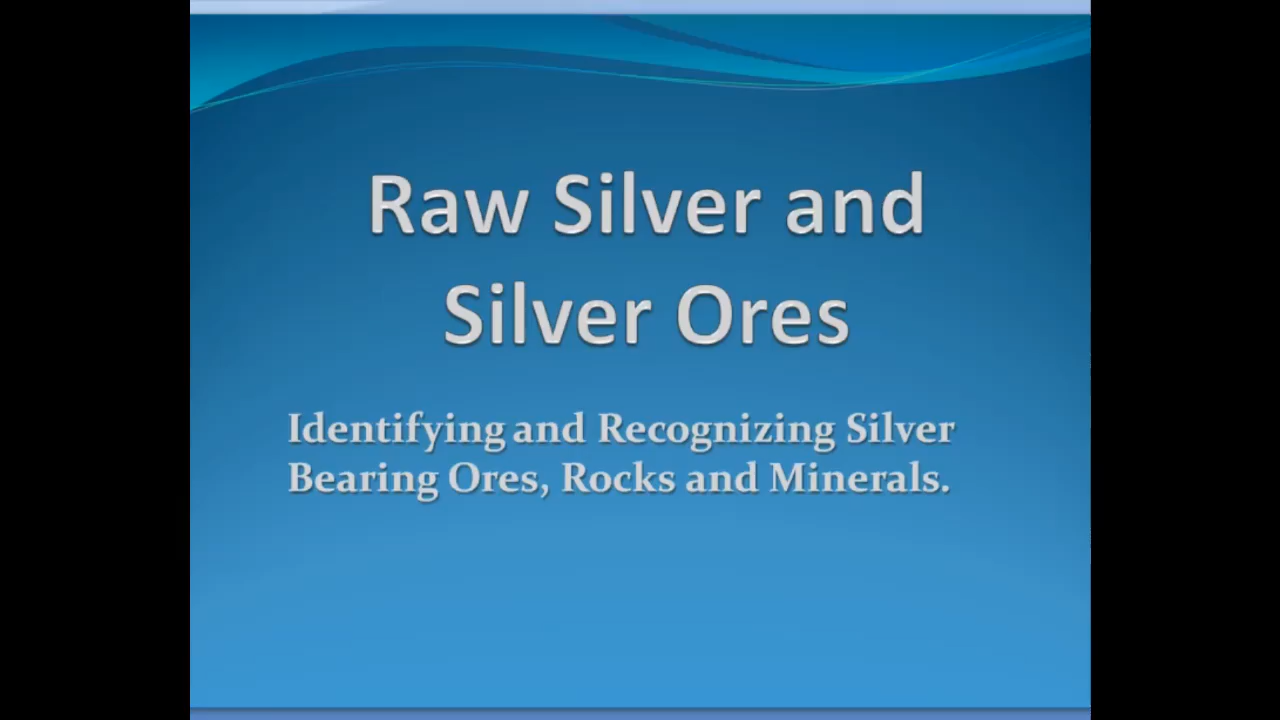 Raw Silver and
Silver Ores
Identifying and Recognizing Silver
Bearing Ores, Rocks and Minerals.